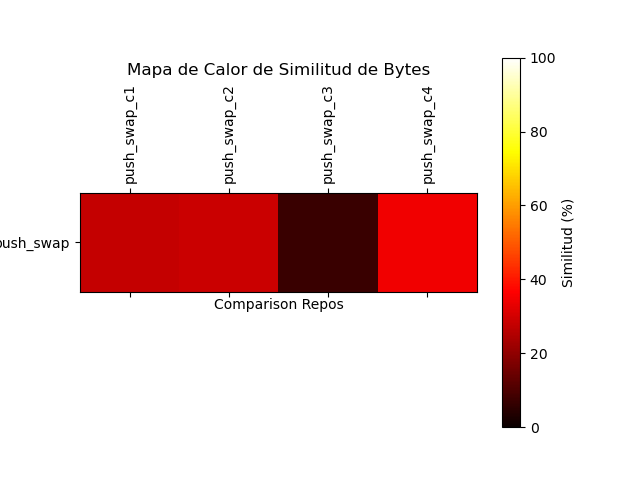 Mapa de Calor de Similitud de Bytes
push_swap_c1
push_swap_c2
push_swap_c3
push_swap_c4
push_swap
Comparison Repos
100
80
60
40
20
0
Similitud (%)